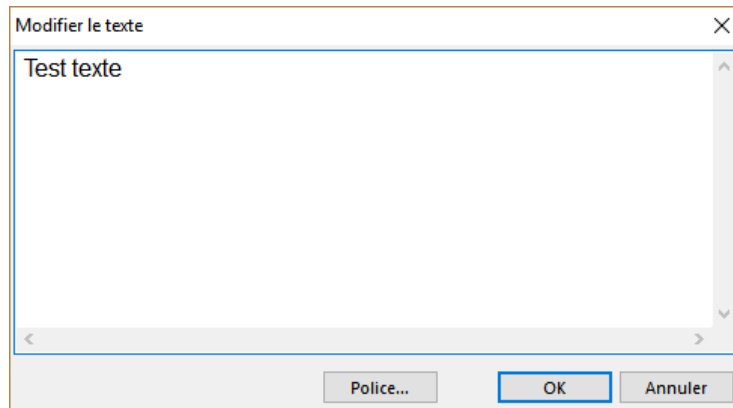 Modifier le texte
Test texte
Police...
OK
Annuler